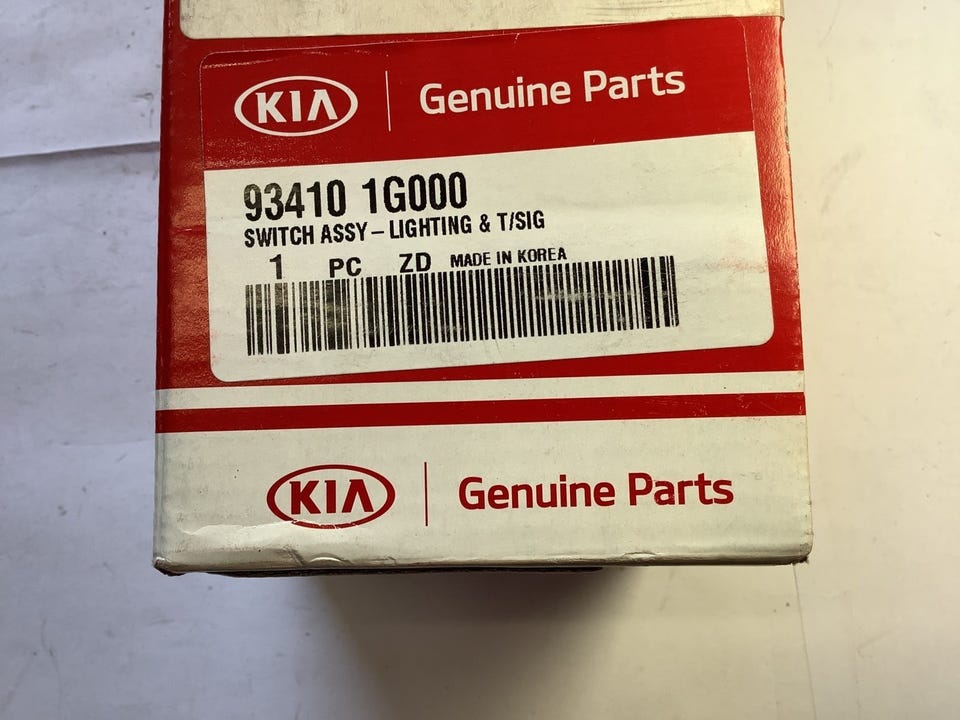 KIA Genuine Parts
93410 1G000
SWITCH ASSY – LIGHTING & T/SIG
1 PC ZD MADE IN KOREA
KIA Genuine Parts